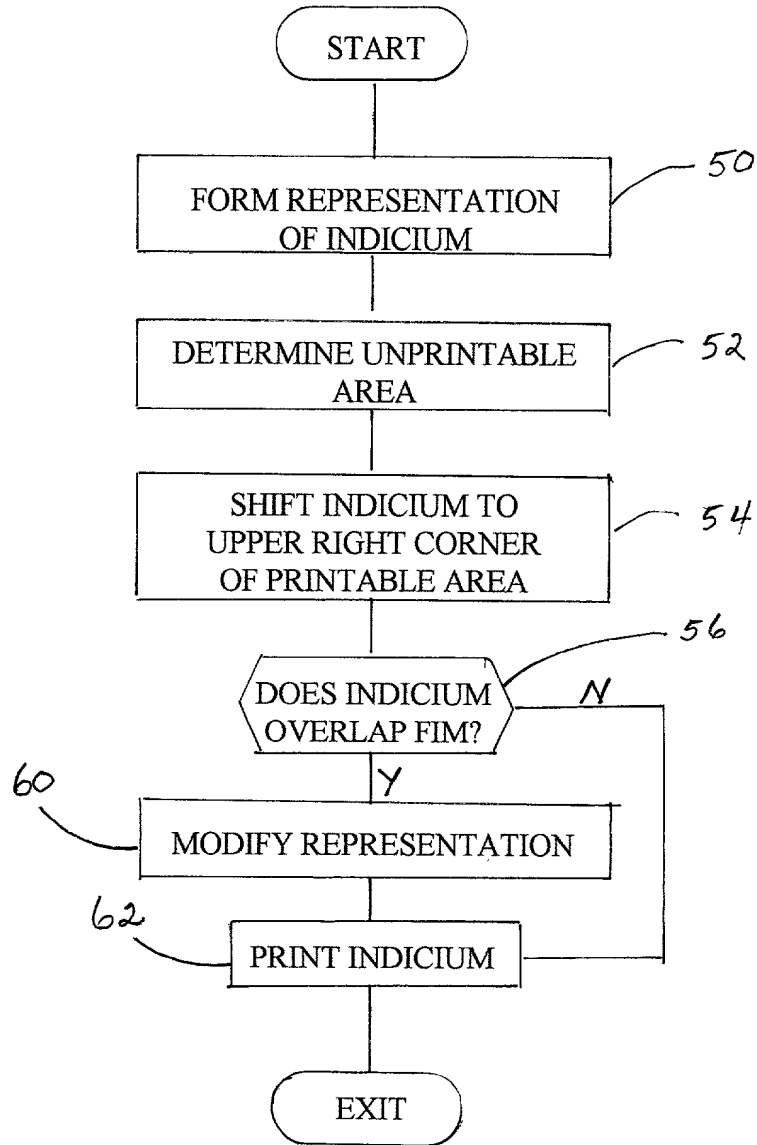 START
50
FORM REPRESENTATION
OF INDICIUM
52
DETERMINE UNPRINTABLE
AREA
54
SHIFT INDICIUM TO
UPPER RIGHT CORNER
OF PRINTABLE AREA
56
DOES INDICIUM
OVERLAP FIM?
N
Y
60
MODIFY REPRESENTATION
62
PRINT INDICIUM
EXIT